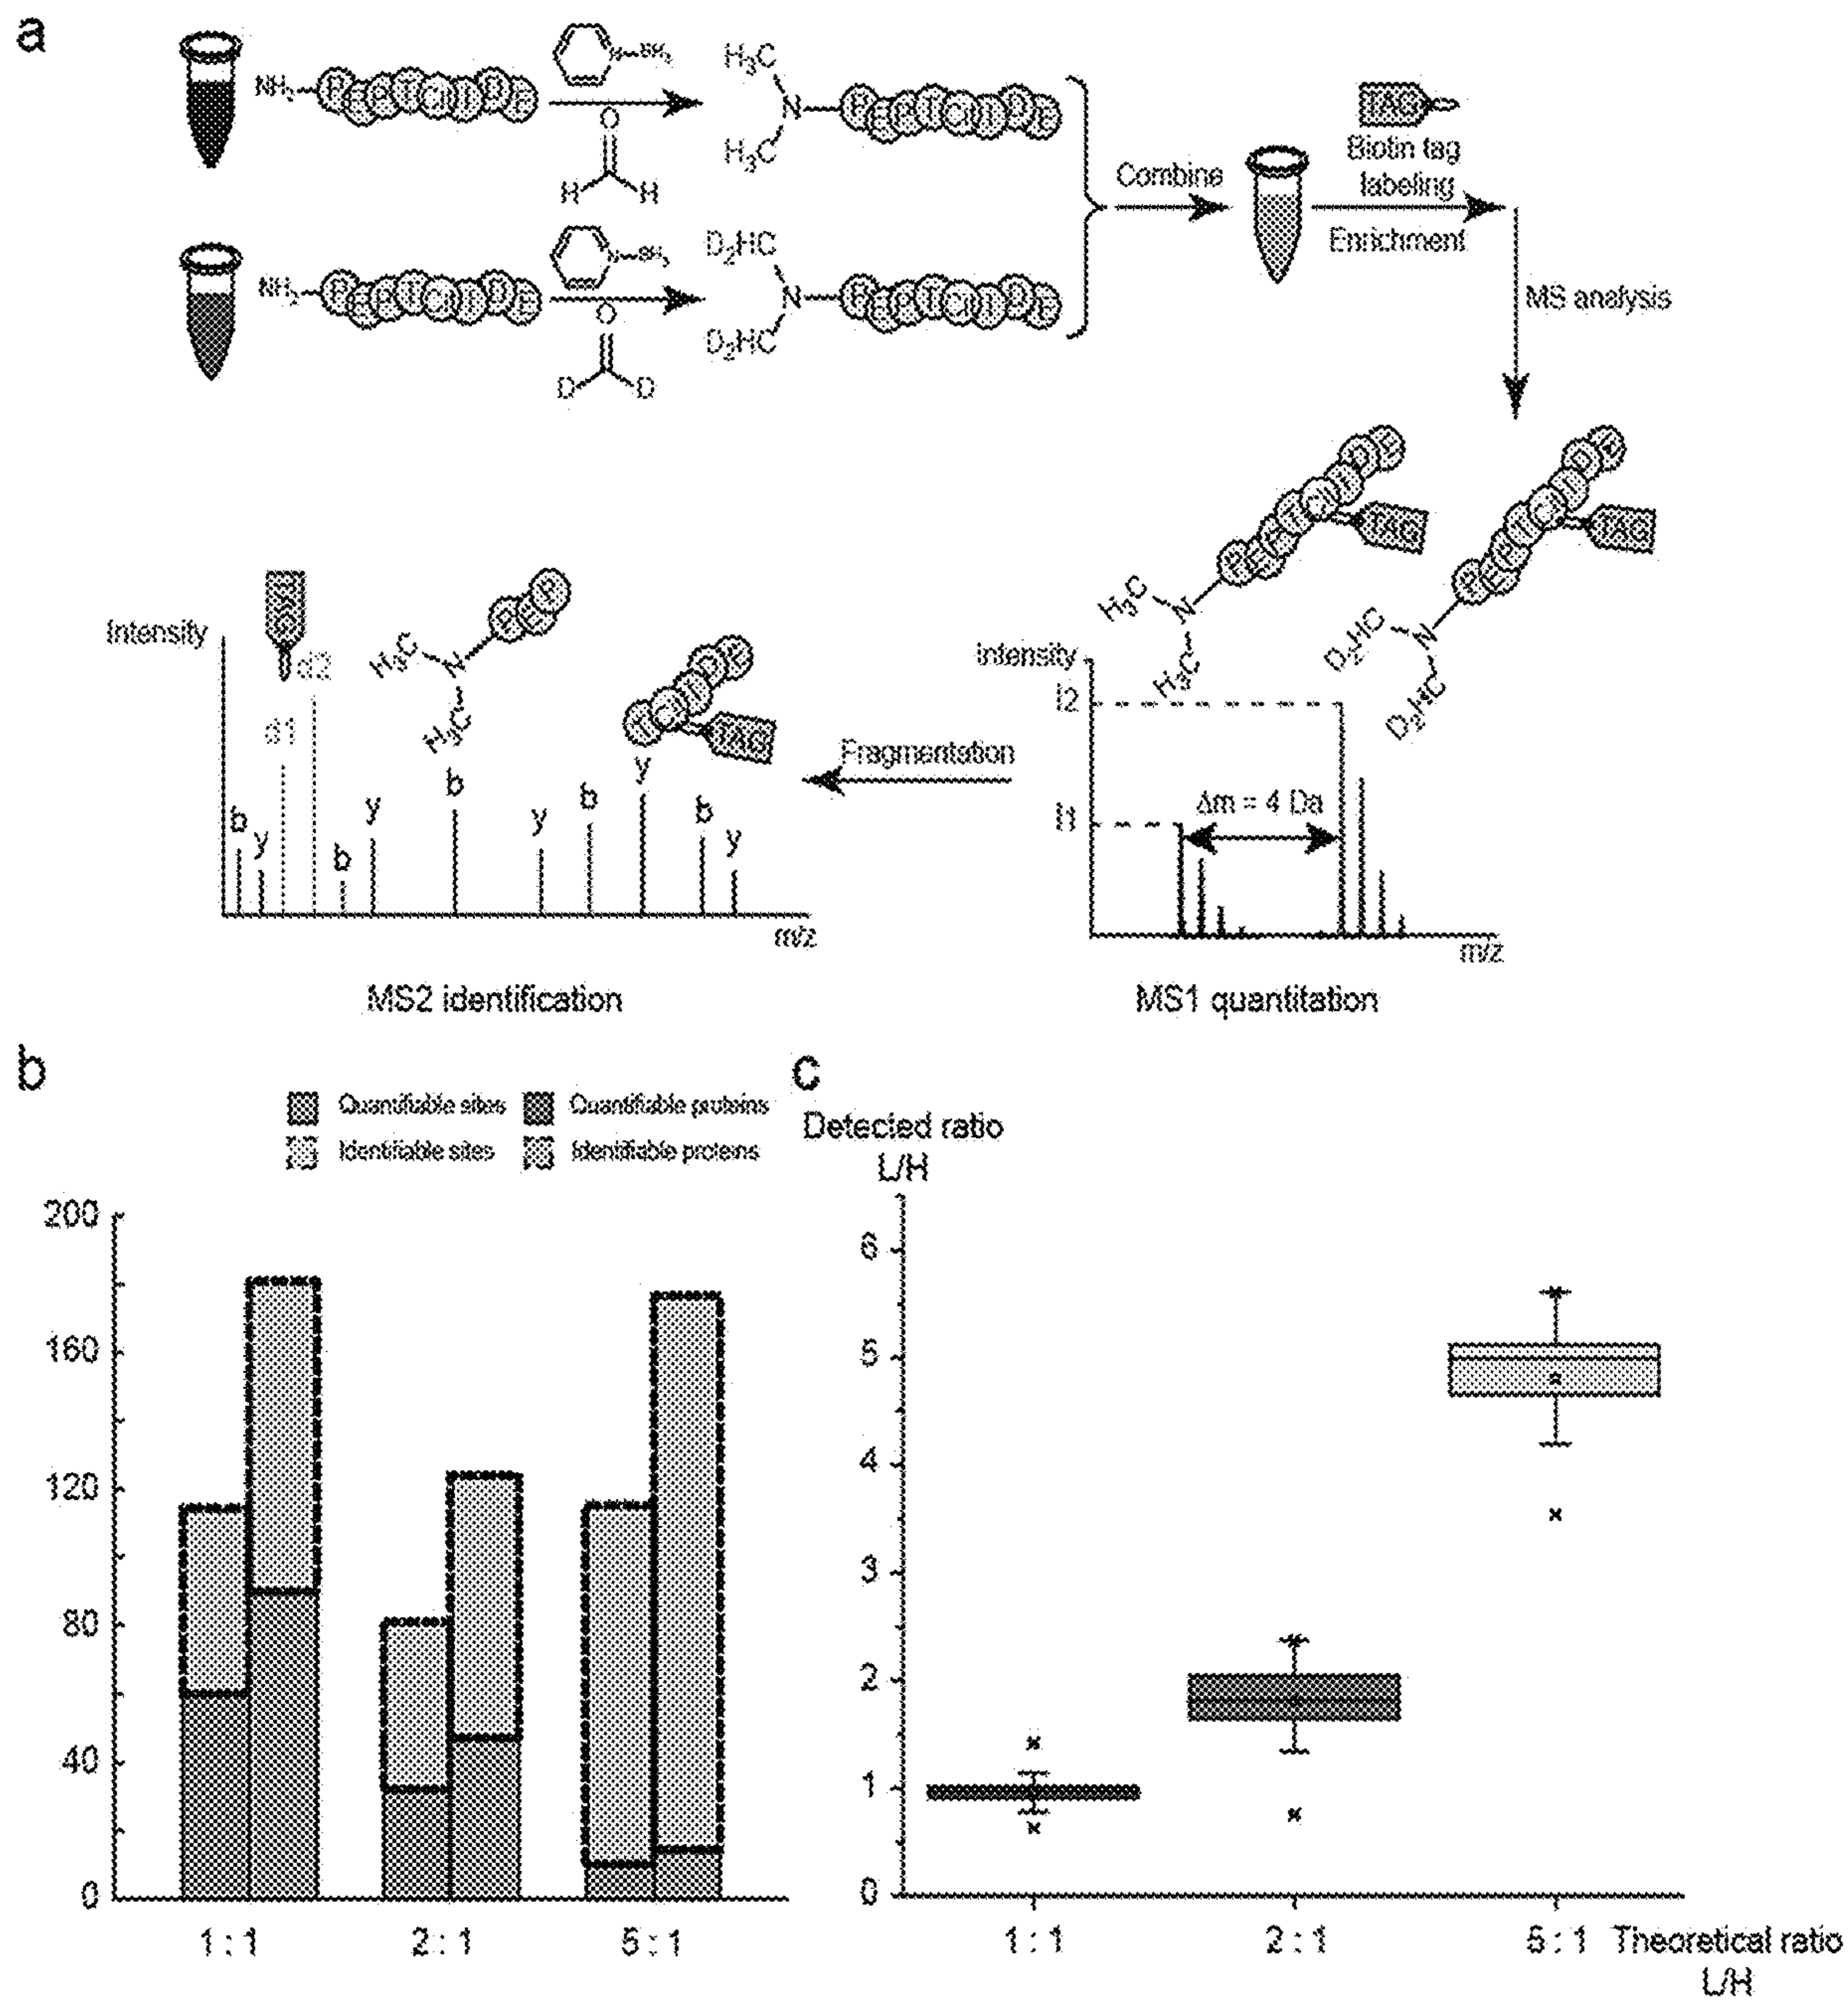 a
NH2
O
H H
H3C
N
H3C
Combine
TAG
Biotin tag
labeling
Enrichment
NH2
O
D D
D2HC
N
D2HC
MS analysis
TAG
TAG
H3C
N
H3C
D2HC
N
D2HC
Intensity
I2
I1
Δm = 4 Da
m/z
MS1 quantitation
Fragmentation
Intensity
d1
d2
H3C
N
H3C
TAG
b y b y b y b y b y
m/z
MS2 identification
b
Quantifiable sites
Quantifiable proteins
Identifiable sites
Identifiable proteins
200
160
120
80
40
0
1 : 1
2 : 1
5 : 1
c
Detected ratio
L/H
6
5
4
3
2
1
0
1 : 1
2 : 1
5 : 1
Theoretical ratio
L/H